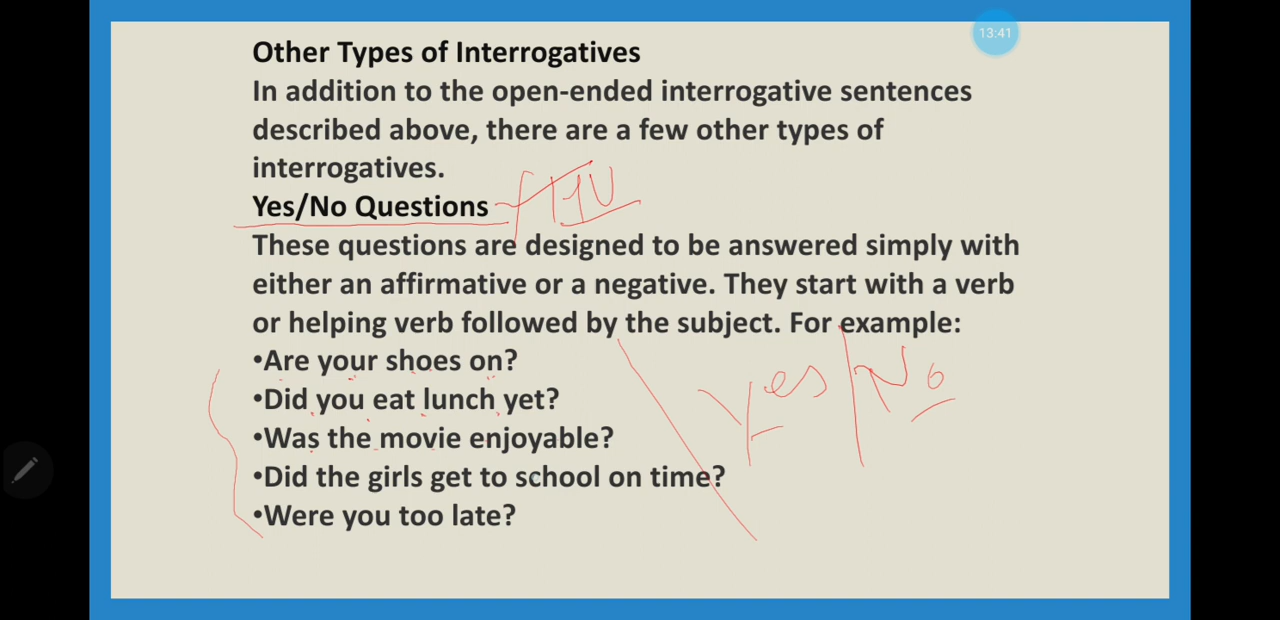 13:41
Other Types of Interrogatives
In addition to the open-ended interrogative sentences
described above, there are a few other types of
interrogatives.
Yes/No Questions
These questions are designed to be answered simply with
either an affirmative or a negative. They start with a verb
or helping verb followed by the subject. For example:
•Are your shoes on?
•Did you eat lunch yet?
•Was the movie enjoyable?
•Did the girls get to school on time?
•Were you too late?
Yes/No